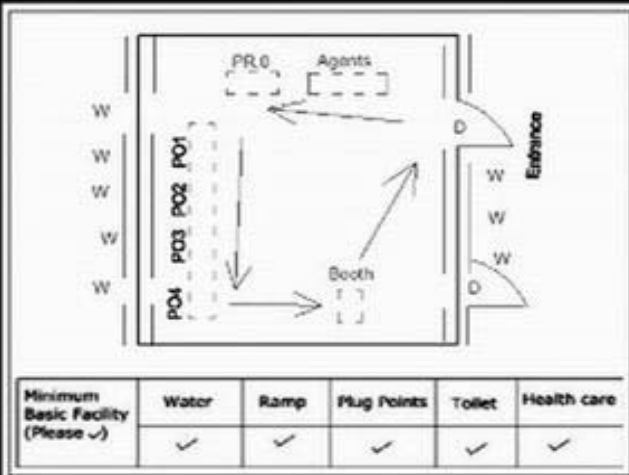 PR.0 Agents
W
D
Entrance
W
PO1
W
PO2
W
W
PO3
W
W
W
Booth
W
D
PO4
Minimum Basic Facility (Please ✓) Water Ramp Plug Points Toilet Health care
✓ ✓ ✓ ✓ ✓